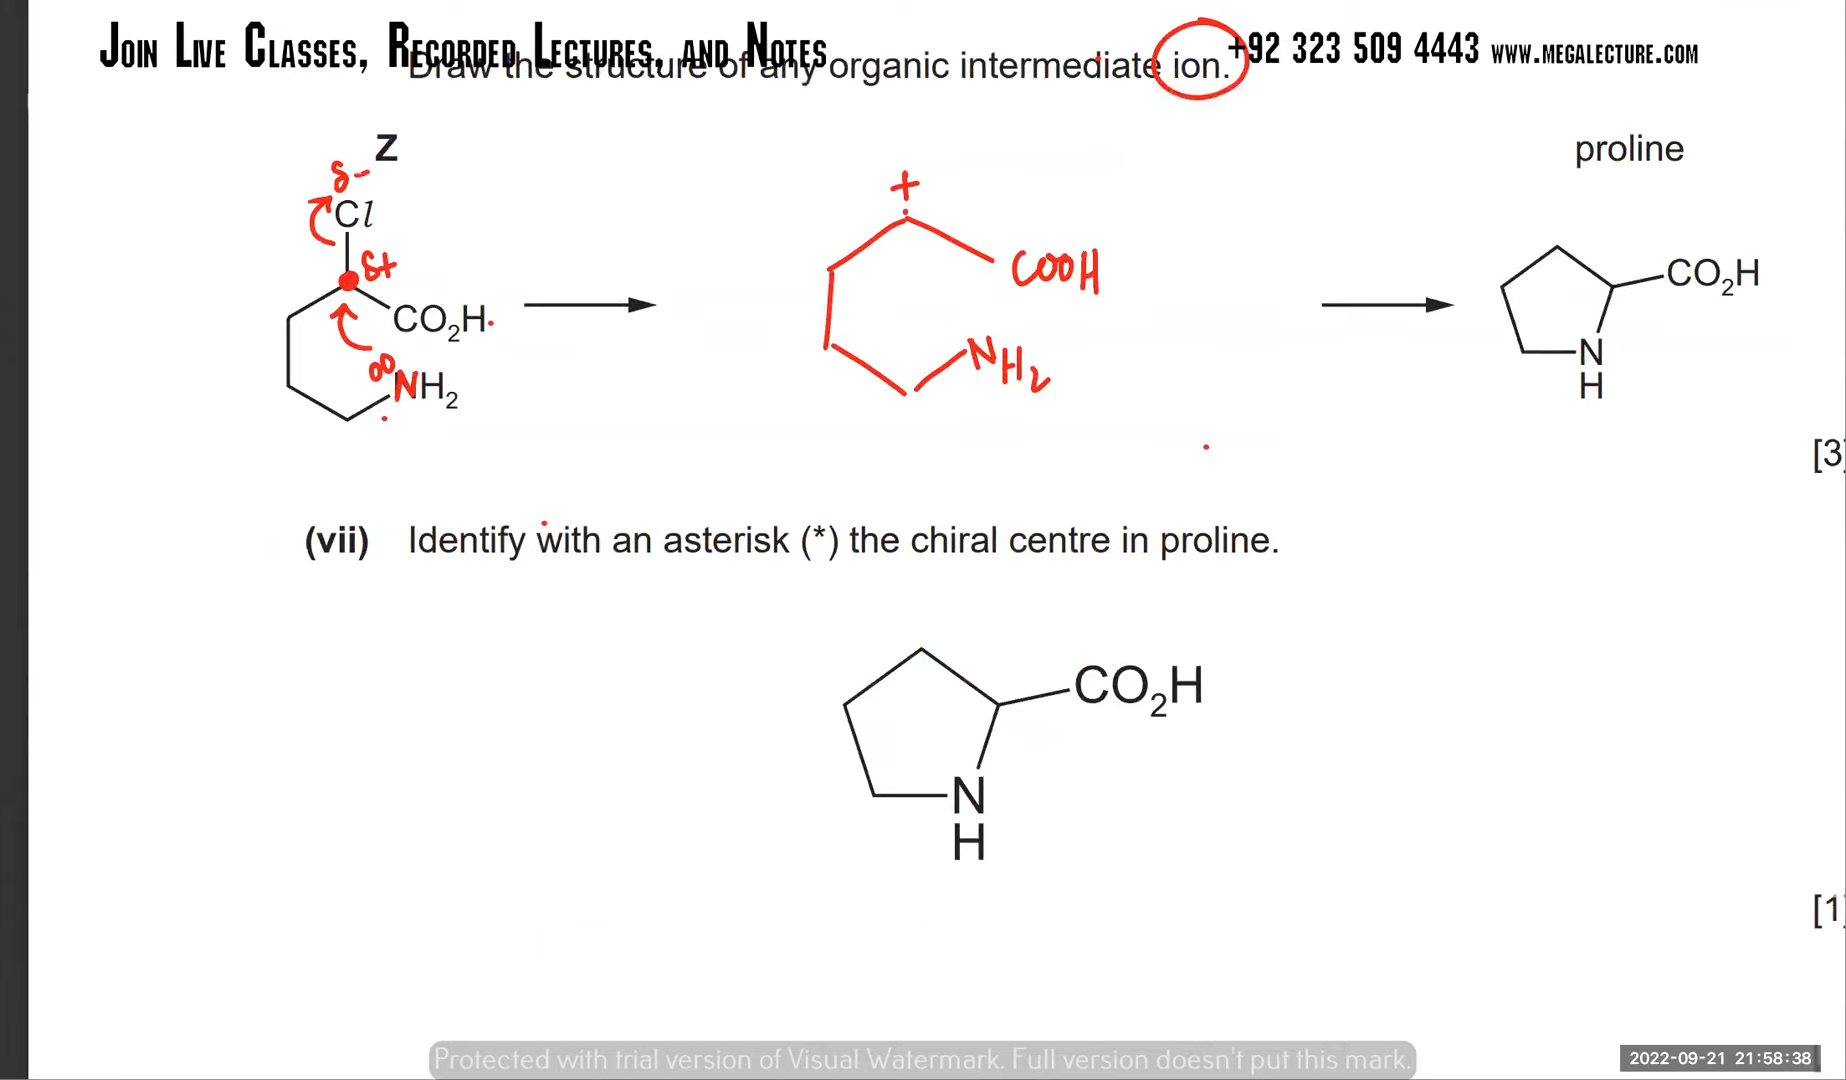 JOIN LIVE CLASSES, RECORDED LECTURES, AND NOTES +92 323 509 4443 WWW.MEGALECTURE.COM
Draw the structure of any organic intermediate ion.
Z
proline
δ-
Cl
δ+
CO2H
NH2
+
COOH
NH2
CO2H
N
H
[3]
(vii) Identify with an asterisk (*) the chiral centre in proline.
CO2H
N
H
[1]
Protected with trial version of Visual Watermark. Full version doesn't put this mark.
2022-09-21 21:58:38